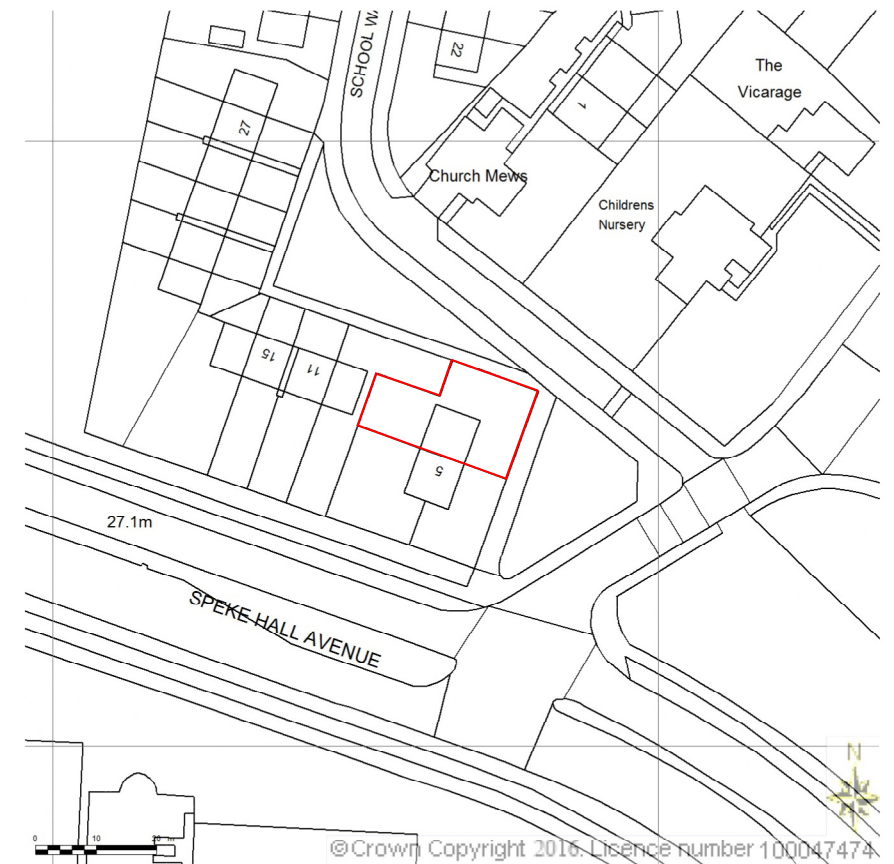 SCHOOL WA
22
The
Vicarage
27
1
Church Mews
Childrens
Nursery
15
11
5
27.1m
SPEKE HALL AVENUE
N
0 10
©Crown Copyright 2016. Licence number 100047474